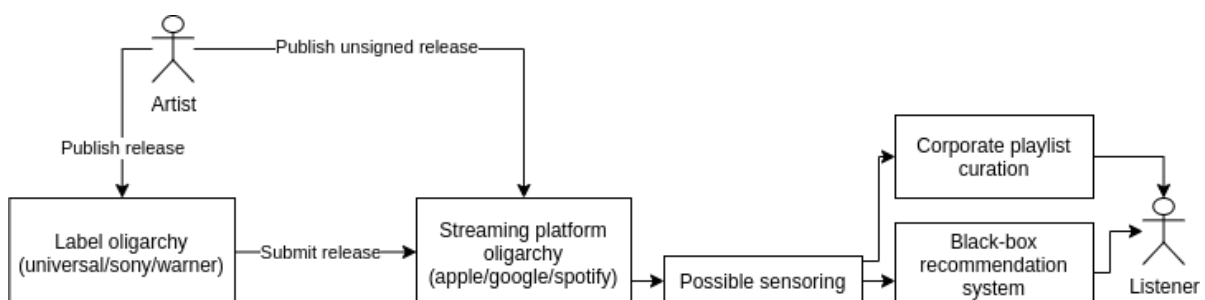 Publish unsigned release
Artist
Publish release
Corporate playlist
curation
Label oligarchy
(universal/sony/warner)
Submit release
Streaming platform
oligarchy
(apple/google/spotify)
Possible sensoring
Black-box
recommendation
system
Listener